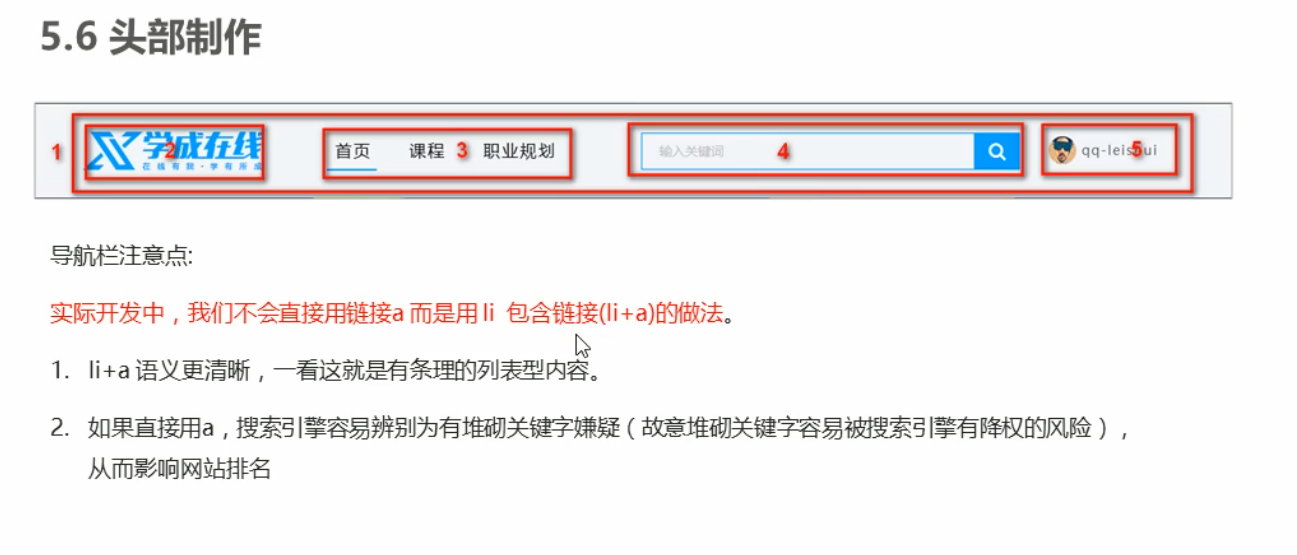 5.6 头部制作
1 学成在线 2 首页 课程 3 职业规划 输入关键词 4 qq-leishui 5
在线有我·学有所成
导航栏注意点:
实际开发中，我们不会直接用链接a 而是用 li 包含链接(li+a)的做法。
1. li+a 语义更清晰，一看这就是有条理的列表型内容。
2. 如果直接用a，搜索引擎容易辨别为有堆砌关键字嫌疑（故意堆砌关键字容易被搜索引擎有降权的风险），
从而影响网站排名